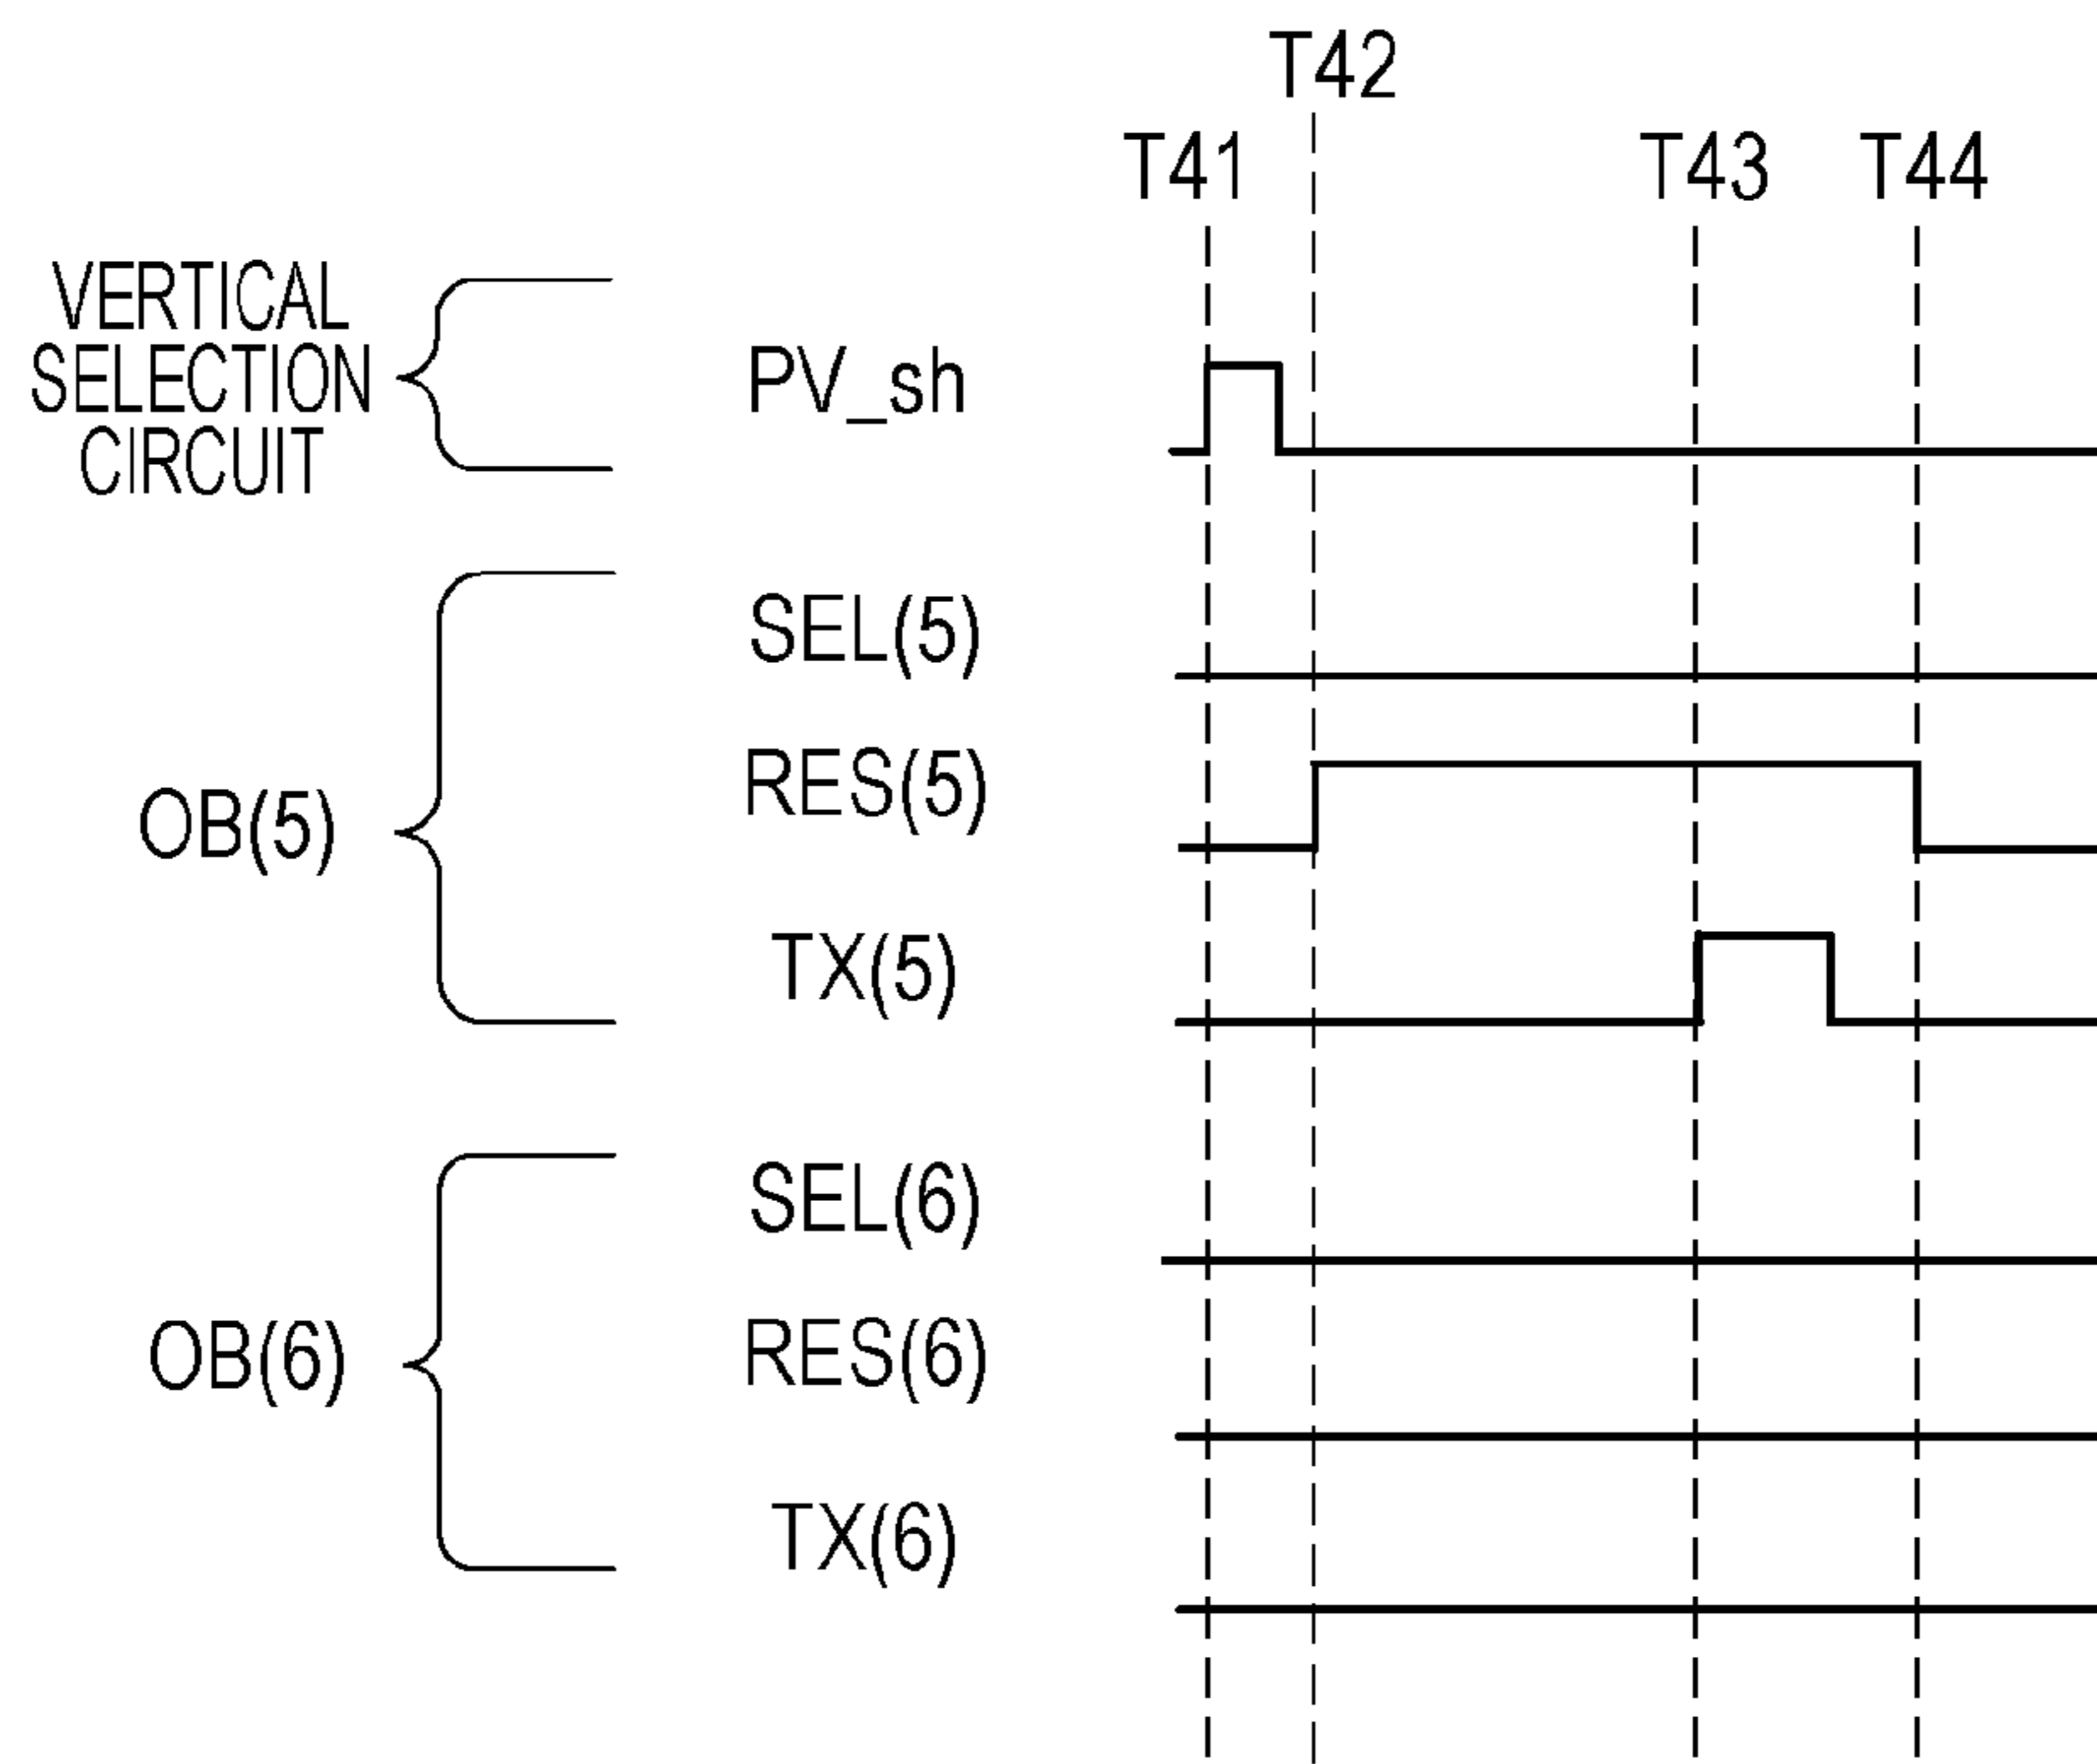 T42
T41
T43
T44
VERTICAL
SELECTION
CIRCUIT
PV_sh
OB(5)
SEL(5)
RES(5)
TX(5)
OB(6)
SEL(6)
RES(6)
TX(6)